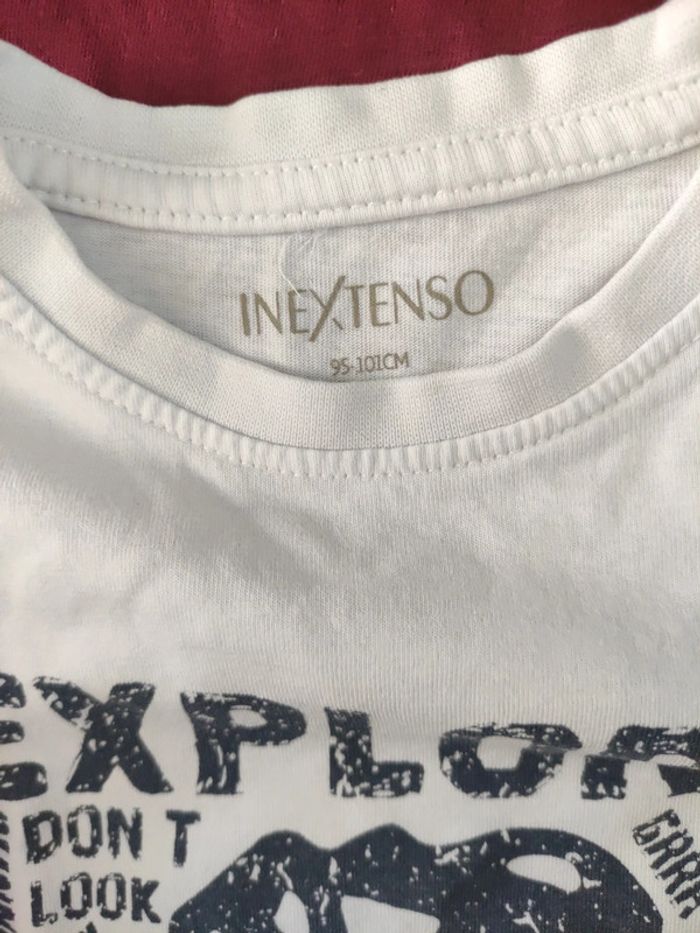 INEXTENSO
95-101CM
EXPLOR
DON T
LOOK
GRRR